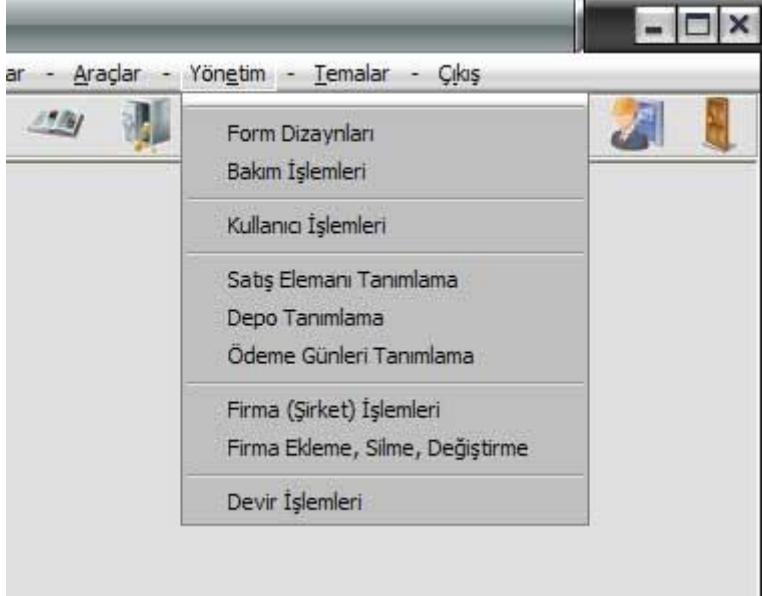 ar - Araçlar - Yönetim - Temalar - Çıkış
Form Dizaynları
Bakım İşlemleri
Kullanıcı İşlemleri
Satış Elemanı Tanımlama
Depo Tanımlama
Ödeme Günleri Tanımlama
Firma (Şirket) İşlemleri
Firma Ekleme, Silme, Değiştirme
Devir İşlemleri